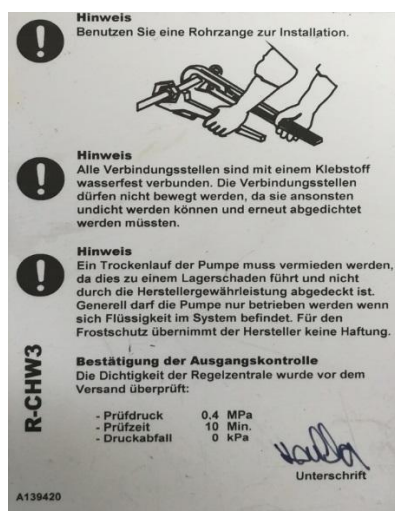 Hinweis
Benutzen Sie eine Rohrzange zur Installation.
Hinweis
Alle Verbindungsstellen sind mit einem Klebstoff
wasserfest verbunden. Die Verbindungsstellen
dürfen nicht bewegt werden, da sie ansonsten
undicht werden können und erneut abgedichtet
werden müssten.
Hinweis
Ein Trockenlauf der Pumpe muss vermieden werden,
da dies zu einem Lagerschaden führt und nicht
durch die Herstellergewährleistung abgedeckt ist.
Generell darf die Pumpe nur betrieben werden wenn
sich Flüssigkeit im System befindet. Für den
Frostschutz übernimmt der Hersteller keine Haftung.
R-CHW3
Bestätigung der Ausgangskontrolle
Die Dichtigkeit der Regelzentrale wurde vor dem
Versand überprüft:
- Prüfdruck 0.4 MPa
- Prüfzeit 10 Min.
- Druckabfall 0 kPa
Unterschrift
A139420